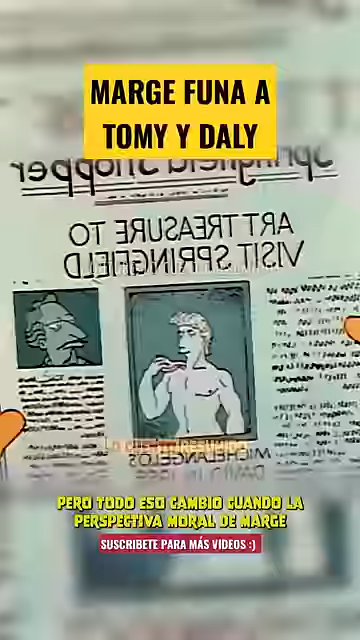 MARGE FUNA A
TOMY Y DALY
Springfield Shopper
ART TREASURE TO
VISIT SPRINGFIELD
MICHELANGELO'S
PERO TODO ESO CAMBIO CUANDO LA
PERSPECTIVA MORAL DE MARGE
SUSCRIBETE PARA MÁS VIDEOS :)